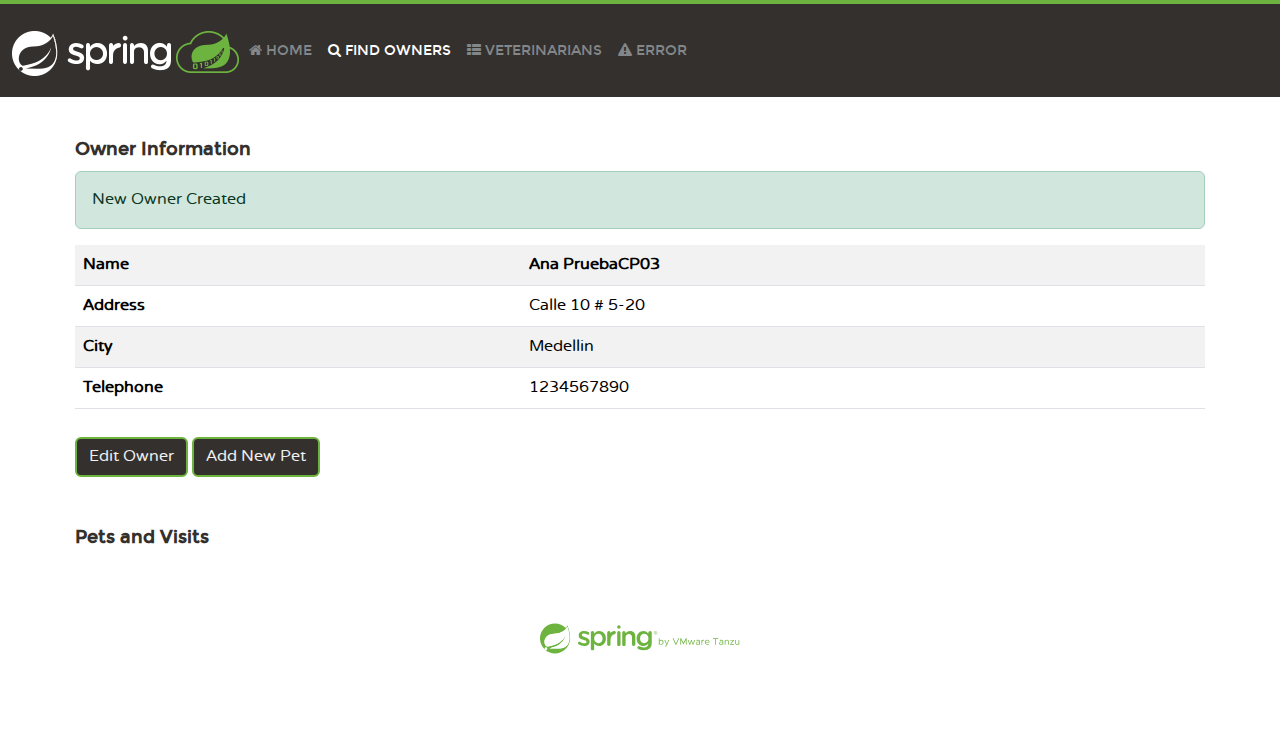 spring HOME FIND OWNERS VETERINARIANS ERROR
Owner Information
New Owner Created
Name Ana PruebaCP03
Address Calle 10 # 5-20
City Medellin
Telephone 1234567890
Edit Owner Add New Pet
Pets and Visits
spring by VMware Tanzu